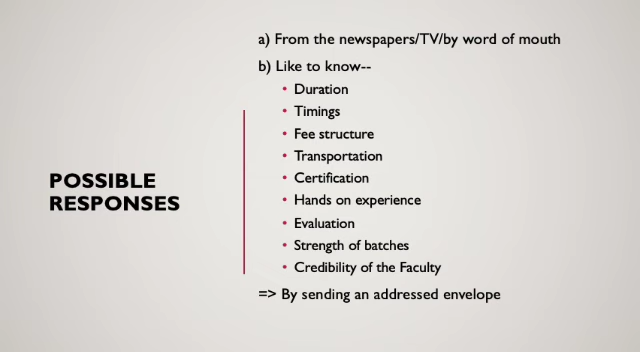 POSSIBLE
RESPONSES
a) From the newspapers/TV/by word of mouth
b) Like to know--
• Duration
• Timings
• Fee structure
• Transportation
• Certification
• Hands on experience
• Evaluation
• Strength of batches
• Credibility of the Faculty
=> By sending an addressed envelope